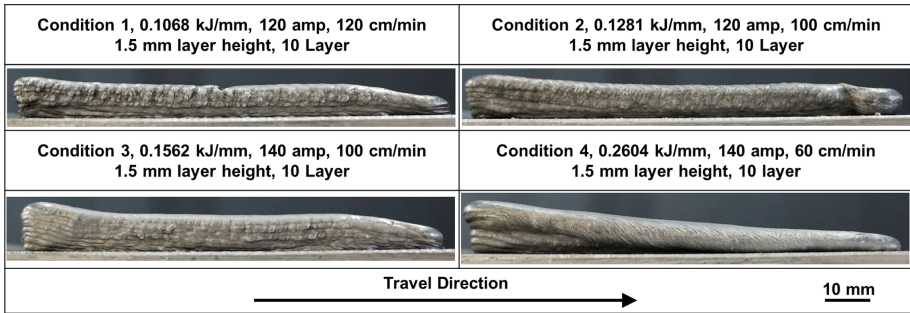 Condition 1, 0.1068 kJ/mm, 120 amp, 120 cm/min
1.5 mm layer height, 10 Layer
Condition 2, 0.1281 kJ/mm, 120 amp, 100 cm/min
1.5 mm layer height, 10 Layer
Condition 3, 0.1562 kJ/mm, 140 amp, 100 cm/min
1.5 mm layer height, 10 Layer
Condition 4, 0.2604 kJ/mm, 140 amp, 60 cm/min
1.5 mm layer height, 10 layer
Travel Direction
10 mm